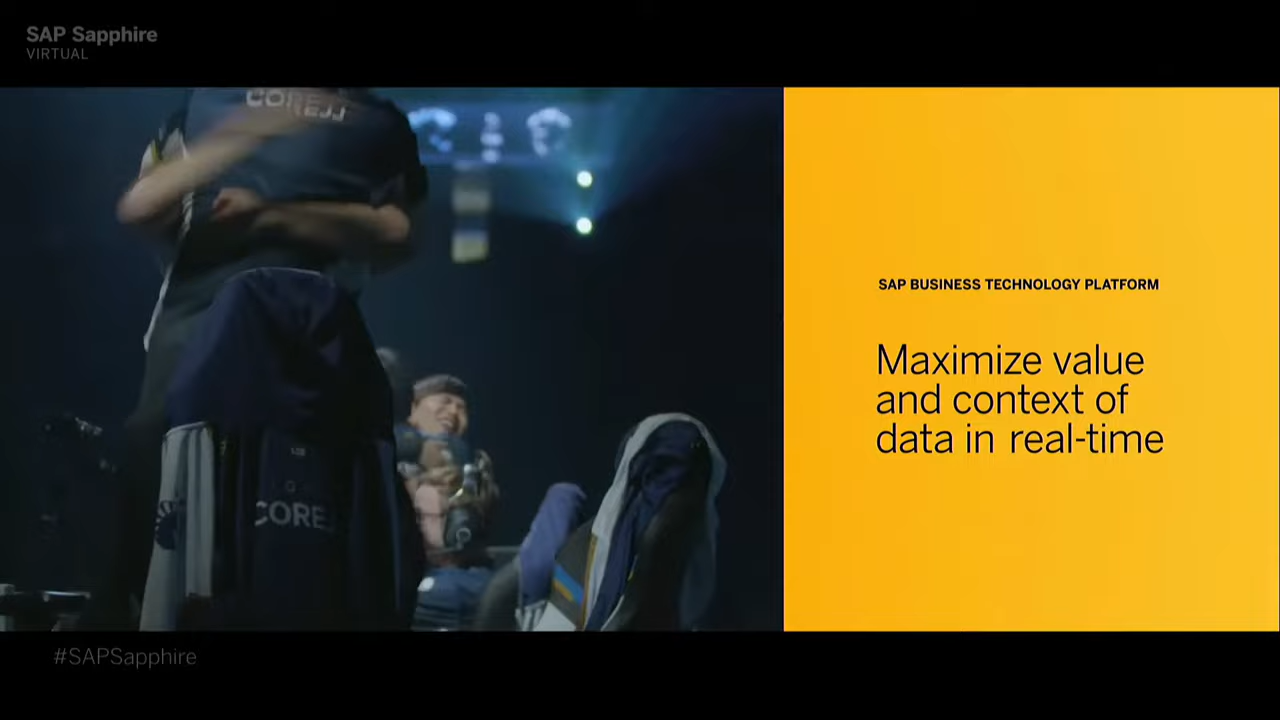 SAP Sapphire
VIRTUAL
COREJJ
CORE
SAP BUSINESS TECHNOLOGY PLATFORM
Maximize value
and context of
data in real-time
#SAPSapphire